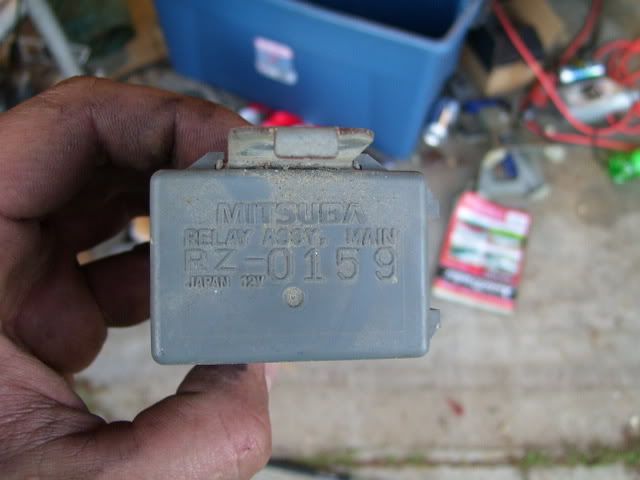 MITSUBA
RELAY ASSY. MAIN
RZ-0159
JAPAN 12V